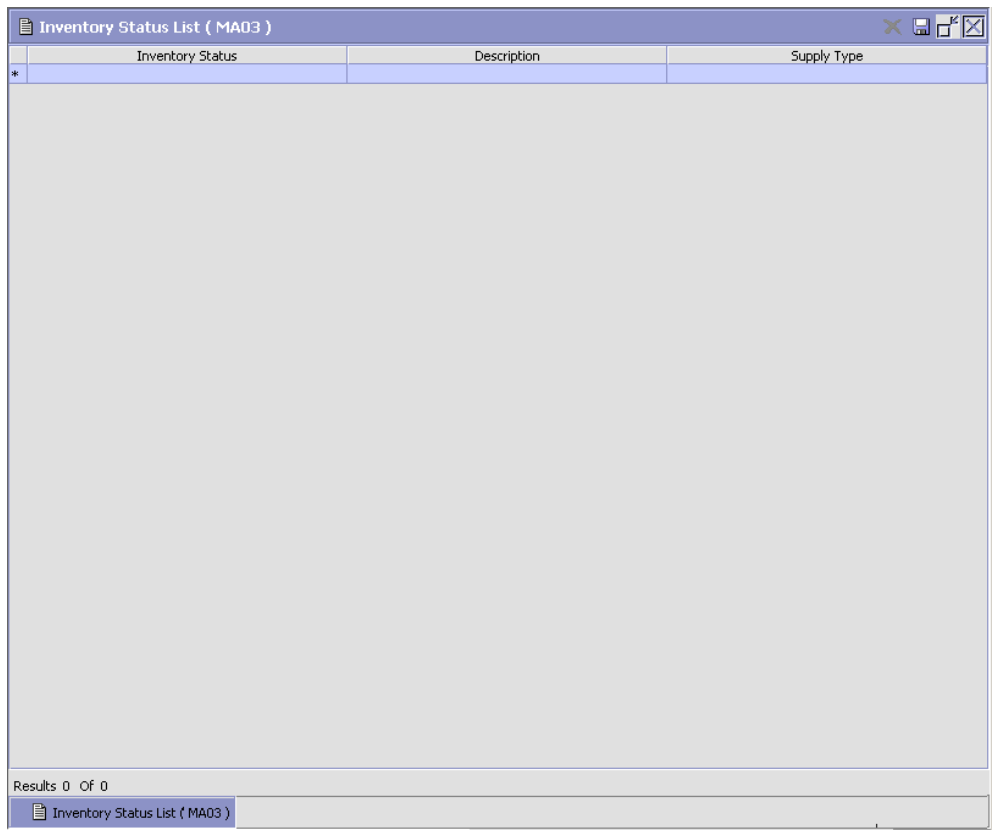 Inventory Status List ( MA03 )
Inventory Status Description Supply Type
*
Results 0 Of 0
Inventory Status List ( MA03 )